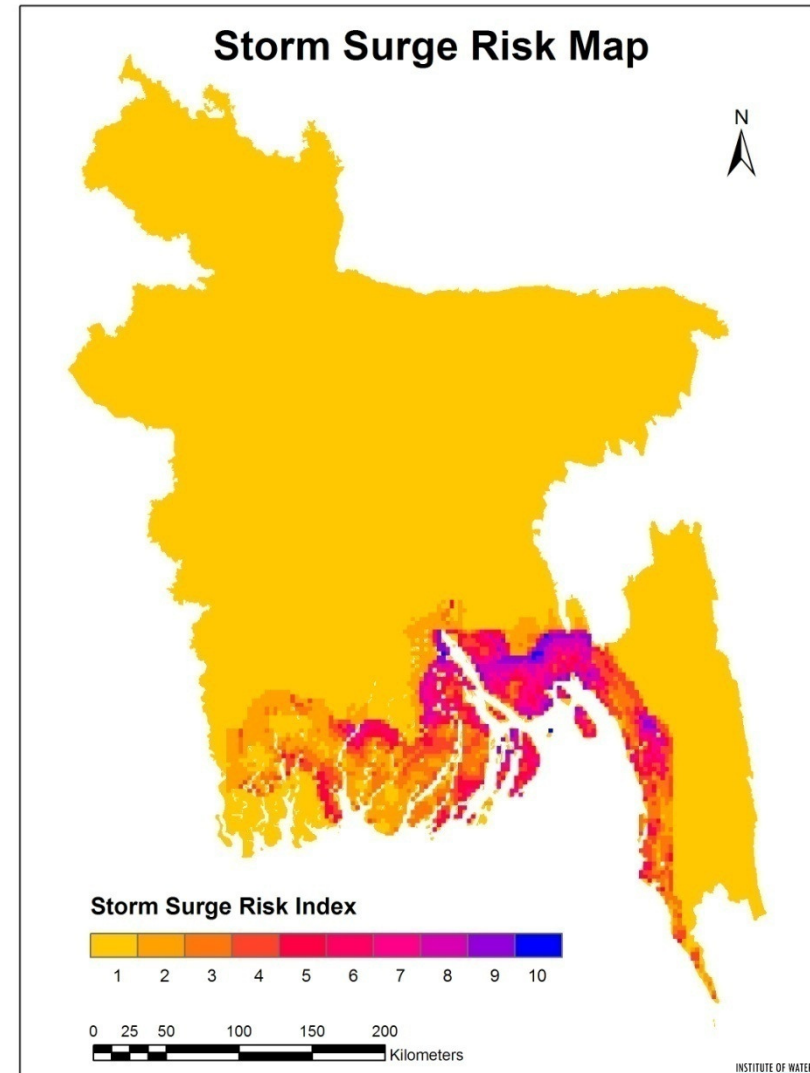 Storm Surge Risk Map
N
Storm Surge Risk Index
1 2 3 4 5 6 7 8 9 10
0 25 50 100 150 200
Kilometers
INSTITUTE OF WATER